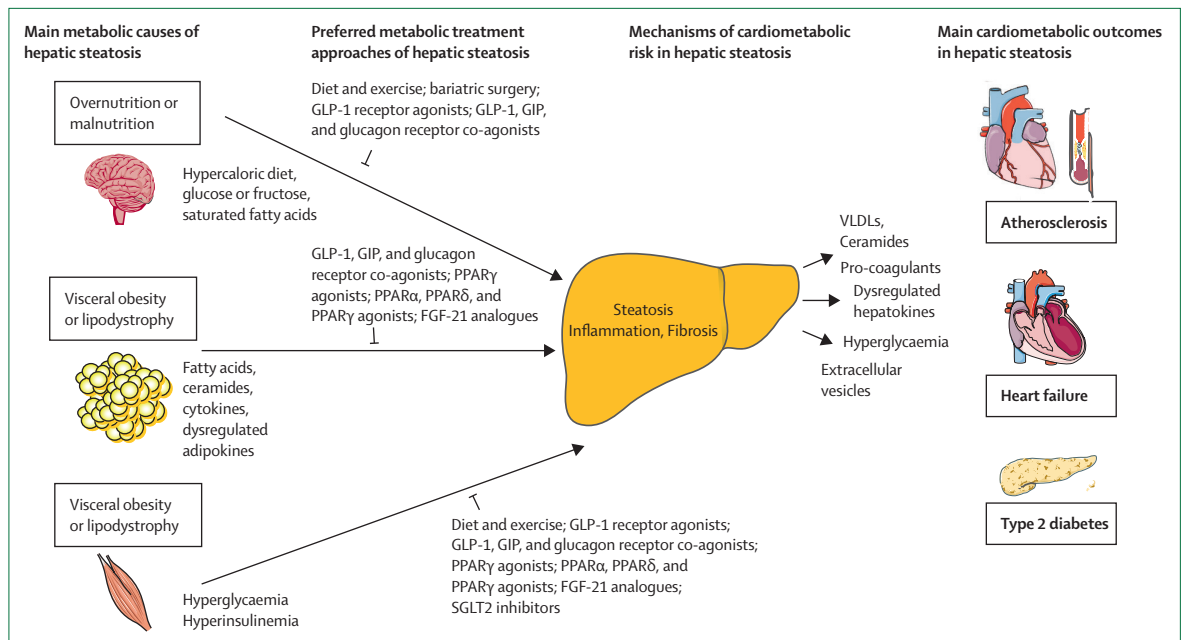 Main metabolic causes of
hepatic steatosis
Preferred metabolic treatment
approaches of hepatic steatosis
Mechanisms of cardiometabolic
risk in hepatic steatosis
Main cardiometabolic outcomes
in hepatic steatosis
Overnutrition or
malnutrition
Hypercaloric diet,
glucose or fructose,
saturated fatty acids
Diet and exercise; bariatric surgery;
GLP-1 receptor agonists; GLP-1, GIP,
and glucagon receptor co-agonists
Visceral obesity
or lipodystrophy
Fatty acids,
ceramides,
cytokines,
dysregulated
adipokines
GLP-1, GIP, and glucagon
receptor co-agonists; PPARγ
agonists; PPARα, PPARδ, and
PPARγ agonists; FGF-21 analogues
Visceral obesity
or lipodystrophy
Hyperglycaemia
Hyperinsulinemia
Diet and exercise; GLP-1 receptor agonists;
GLP-1, GIP, and glucagon receptor co-agonists;
PPARγ agonists; PPARα, PPARδ, and
PPARγ agonists; FGF-21 analogues;
SGLT2 inhibitors
Steatosis
Inflammation, Fibrosis
VLDLs,
Ceramides
Pro-coagulants
Dysregulated
hepatokines
Hyperglycaemia
Extracellular
vesicles
Atherosclerosis
Heart failure
Type 2 diabetes